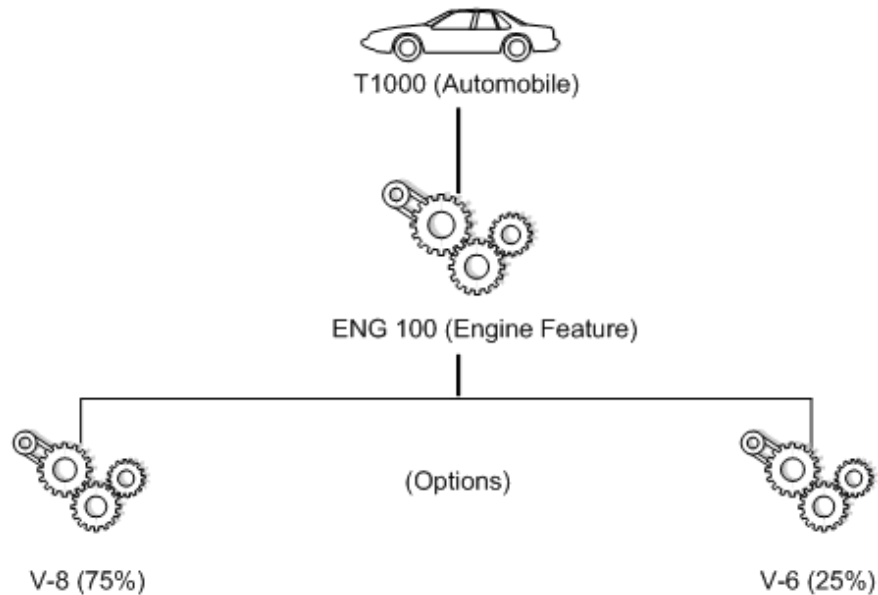 T1000 (Automobile)
ENG 100 (Engine Feature)
(Options)
V-8 (75%)
V-6 (25%)